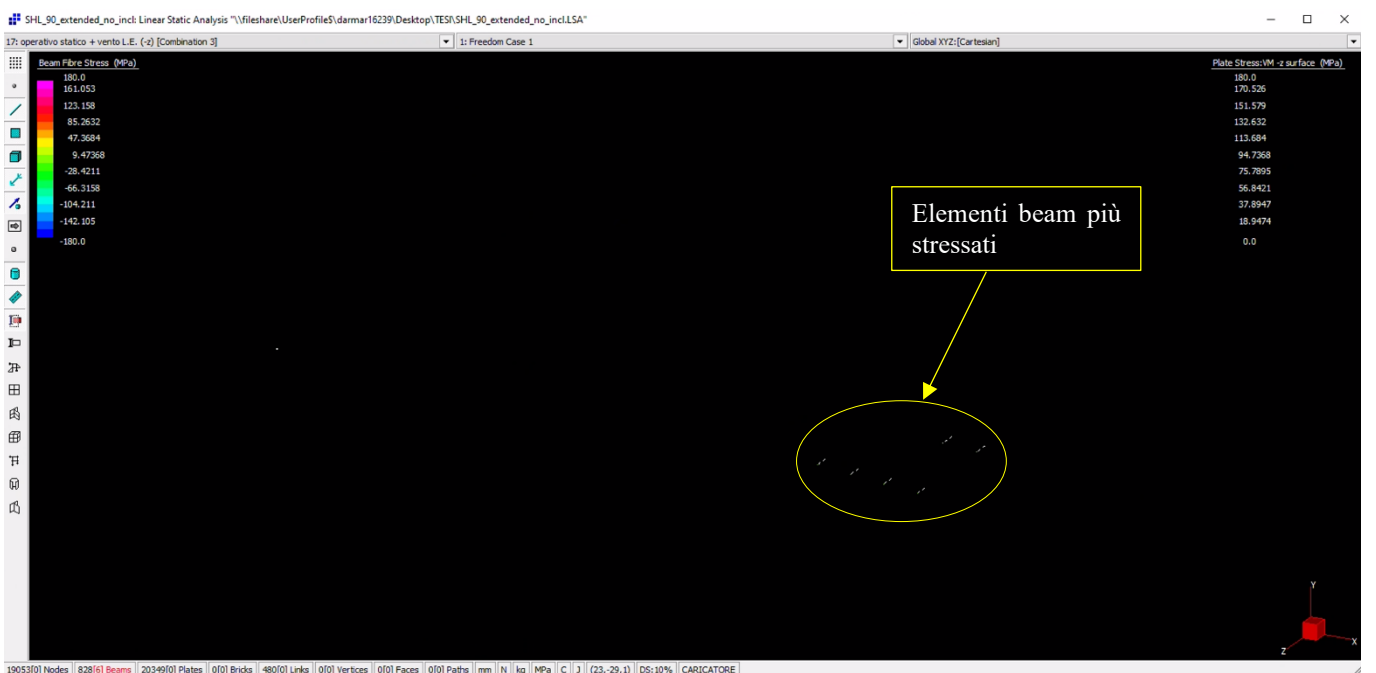 SHL_90_extended_no_incl: Linear Static Analysis "\\fileshare\UserProfile$\darmar16239\Desktop\TESI\SHL_90_extended_no_incl.LSA"
17: operativo statico + vento L.E. (-z) [Combination 3]
1: Freedom Case 1
Global XYZ:[Cartesian]
Beam Fibre Stress (MPa)
180.0
161.053
123.158
85.2632
47.3684
9.47368
-28.4211
-66.3158
-104.211
-142.105
-180.0
Plate Stress:VM -z surface (MPa)
180.0
170.526
151.579
132.632
113.684
94.7368
75.7895
56.8421
37.8947
18.9474
0.0
Elementi beam più
stressati
Y
X
Z
19053[0] Nodes 828[6] Beams 20349[0] Plates 0[0] Bricks 480[0] Links 0[0] Vertices 0[0] Faces 0[0] Paths mm N kg MPa C J (23,-29,1) DS:10% CARICATORE